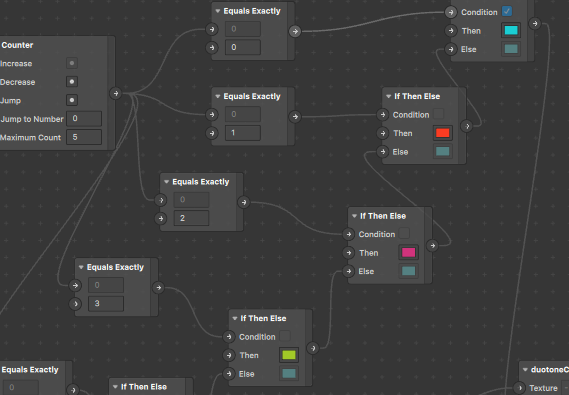 Equals Exactly
0
0
Condition
Then
Else
Counter
Increase
Decrease
Jump
Jump to Number 0
Maximum Count 5
Equals Exactly
0
1
If Then Else
Condition
Then
Else
Equals Exactly
0
2
If Then Else
Condition
Then
Else
Equals Exactly
0
3
If Then Else
Condition
Then
Else
Equals Exactly
0
If Then Else
duotoneC
Texture